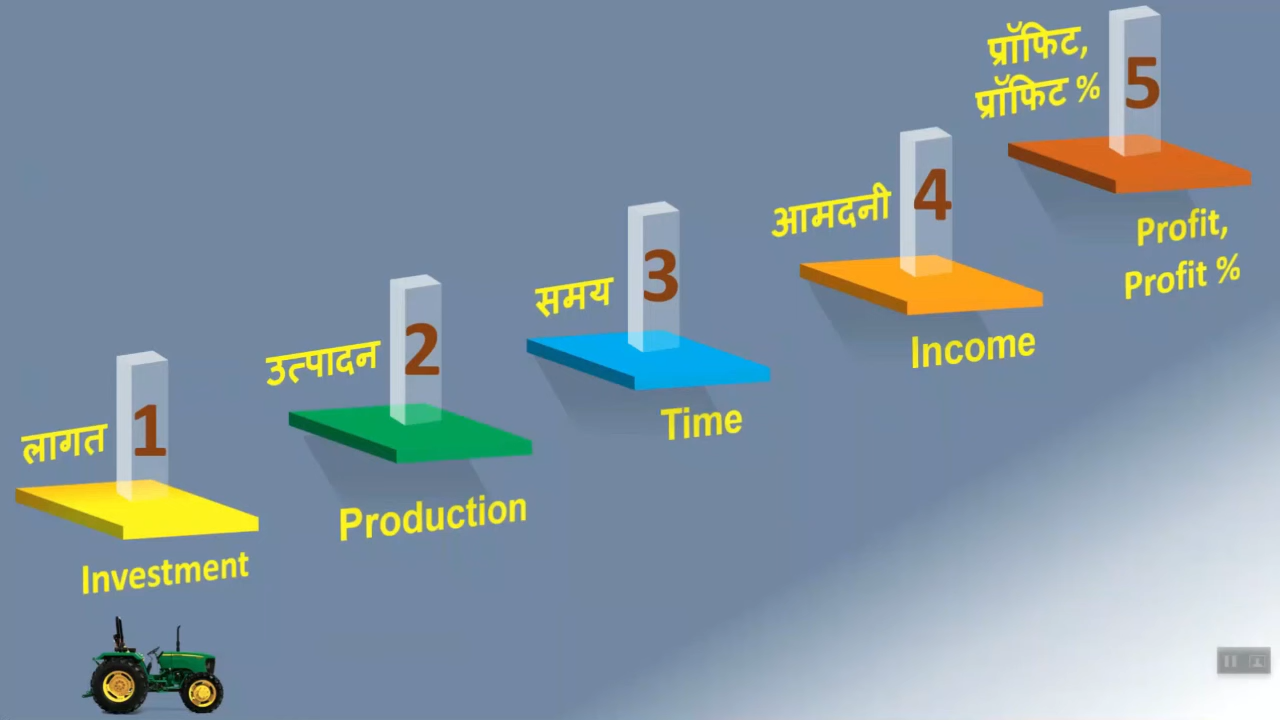 लागत
1
Investment
उत्पादन
2
Production
समय
3
Time
आमदनी
4
Income
प्रॉफिट,
प्रॉफिट %
5
Profit,
Profit %